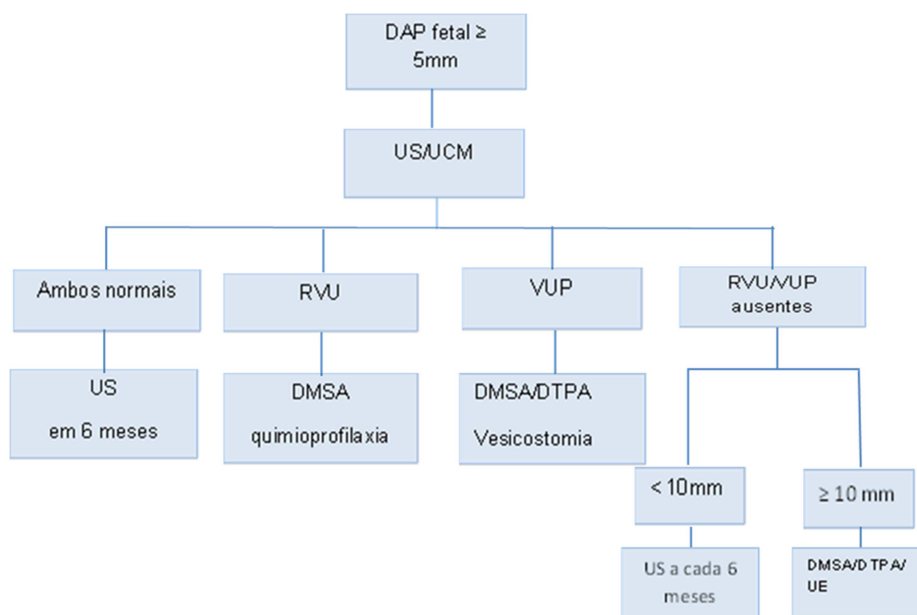 DAP fetal ≥
5mm
US/UCM
Ambos normais
RVU
VUP
RVU/VUP
ausentes
US
em 6 meses
DMSA
quimioprofilaxia
DMSA/DTPA
Vesicostomia
< 10mm
≥ 10 mm
US a cada 6
meses
DMSA/DTPA/
UE